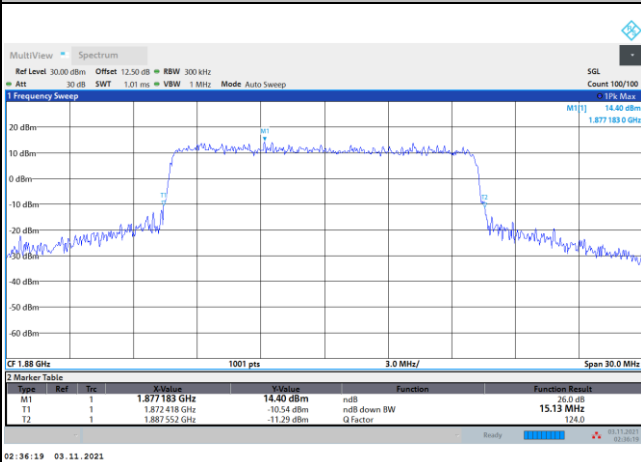 MultiView Spectrum
Ref Level 30.00 dBm Offset 12.50 dB RBW 300 kHz SGL
Att 30 dB SWT 1.01 ms VBW 1 MHz Mode Auto Sweep Count 100/100
1 Frequency Sweep 1Pk Max
M1[1] 14.40 dBm
1.877 183 0 GHz
20 dBm
M1
10 dBm
0 dBm
T1
T2
-10 dBm
-20 dBm
-30 dBm
-40 dBm
-50 dBm
-60 dBm
CF 1.88 GHz 1001 pts 3.0 MHz/ Span 30.0 MHz
2 Marker Table
Type Ref Trc X-Value Y-Value Function Function Result
M1 1 1.877 183 GHz 14.40 dBm ndB 26.0 dB
T1 1 1.872 418 GHz -10.54 dBm ndB down BW 15.13 MHz
T2 1 1.887 552 GHz -11.29 dBm Q Factor 124.0
Ready 03.11.2021
02:36:19
02:36:19 03.11.2021